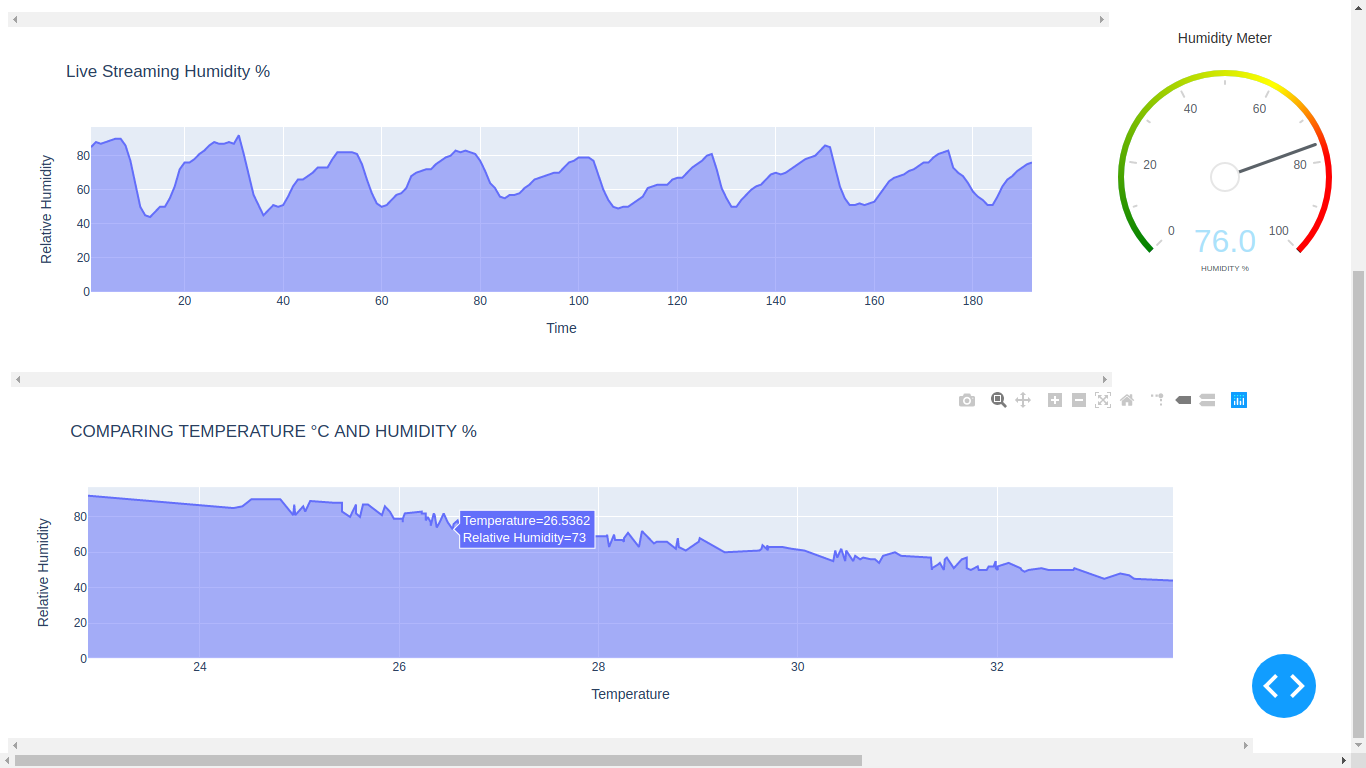 Humidity Meter
Live Streaming Humidity %
Relative Humidity
80
60
40
20
0
20 40 60 80 100 120 140 160 180
Time
40 60
20 80
0 100
76.0
HUMIDITY %
COMPARING TEMPERATURE °C AND HUMIDITY %
Relative Humidity
80
60
40
20
0
Temperature=26.5362
Relative Humidity=73
24 26 28 30 32
Temperature